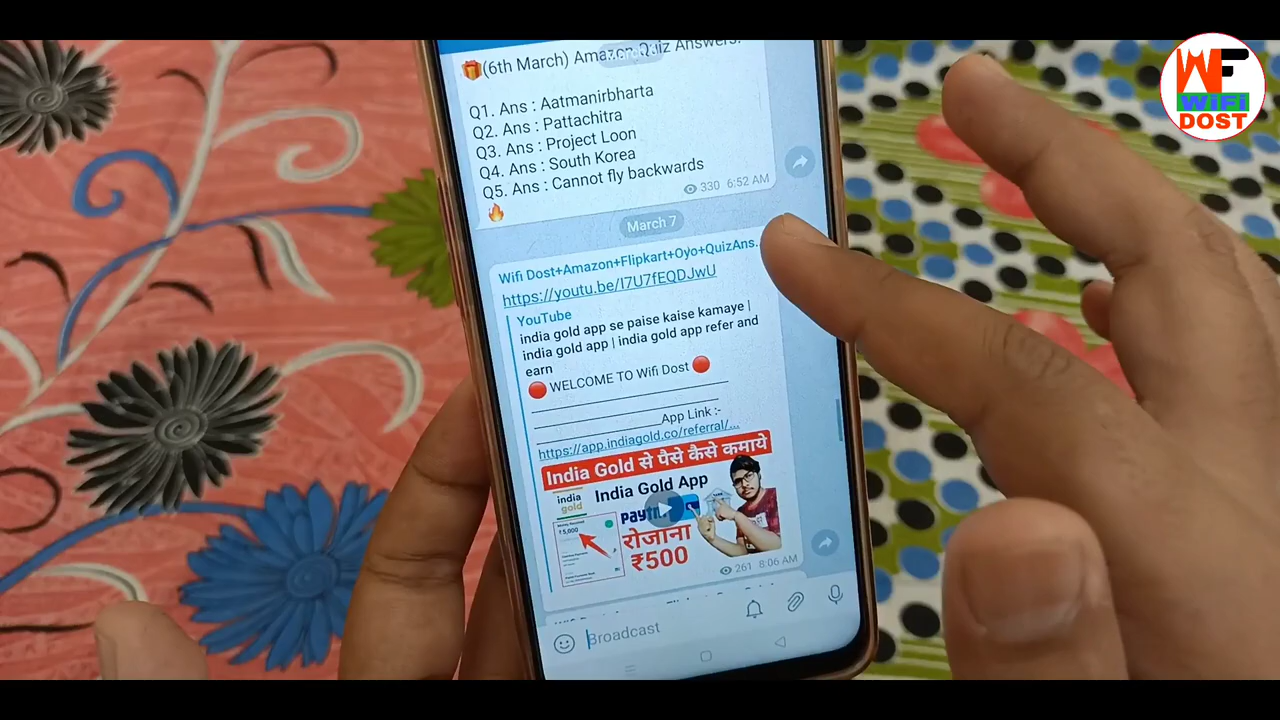 WF
WiFi
DOST
🎁(6th March) Amazon Quiz Answers:
Q1. Ans : Aatmanirbharta
Q2. Ans : Pattachitra
Q3. Ans : Project Loon
Q4. Ans : South Korea
Q5. Ans : Cannot fly backwards
330 6:52 AM
🔥
March 7
Wifi Dost+Amazon+Flipkart+Oyo+QuizAns...
https://youtu.be/I7U7fEQDJwU
YouTube
india gold app se paise kaise kamaye |
india gold app | india gold app refer and
earn
🔴 WELCOME TO Wifi Dost 🔴
App Link :-
https://app.indiagold.co/referral/...
India Gold से पैसे कैसे कमाये
india
gold
India Gold App
₹5,000
paytm
रोजाना
₹500
261 8:06 AM
Broadcast